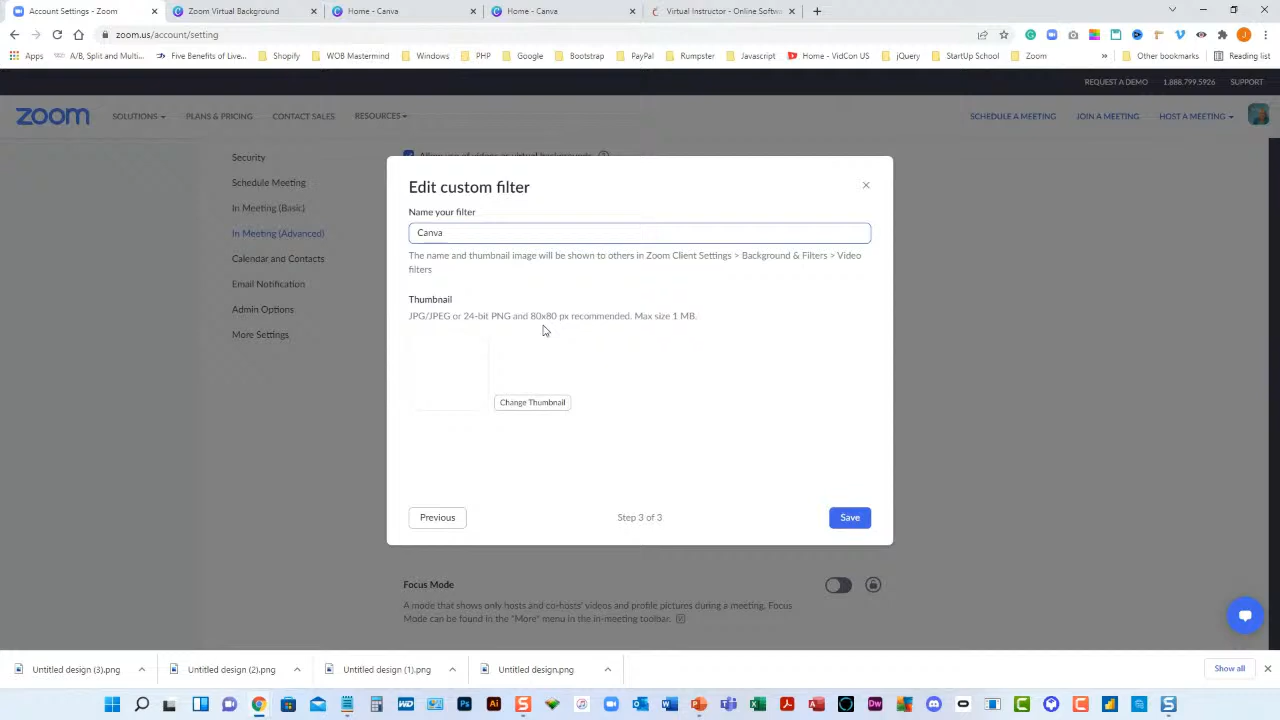 Account Settings - Zoom
Zoom Virtual Background
Home - Canva
Home - Canva
Virtual Instructor - Online Softw
zoom.us/account/setting
Apps
A/B, Split and Multi...
Five Benefits of Live...
Shopify
WOB Mastermind
Windows
PHP
Google
Bootstrap
PayPal
Rumpster
Javascript
Home - VidCON US
jQuery
StartUp School
Zoom
»
Other bookmarks
Reading list
REQUEST A DEMO
1.888.799.5926
SUPPORT
zoom
SOLUTIONS
PLANS & PRICING
CONTACT SALES
RESOURCES
SCHEDULE A MEETING
JOIN A MEETING
HOST A MEETING
Security
Schedule Meeting
In Meeting (Basic)
In Meeting (Advanced)
Calendar and Contacts
Email Notification
Admin Options
More Settings
Allow use of videos or virtual backgrounds
Edit custom filter
Name your filter
Canva
The name and thumbnail image will be shown to others in Zoom Client Settings > Background & Filters > Video
filters
Thumbnail
JPG/JPEG or 24-bit PNG and 80x80 px recommended. Max size 1 MB.
Change Thumbnail
Previous
Step 3 of 3
Save
Focus Mode
A mode that shows only hosts and co-hosts' videos and profile pictures during a meeting. Focus
Mode can be found in the "More" menu in the in-meeting toolbar.
Untitled design (3).png
Untitled design (2).png
Untitled design (1).png
Untitled design.png
Show all